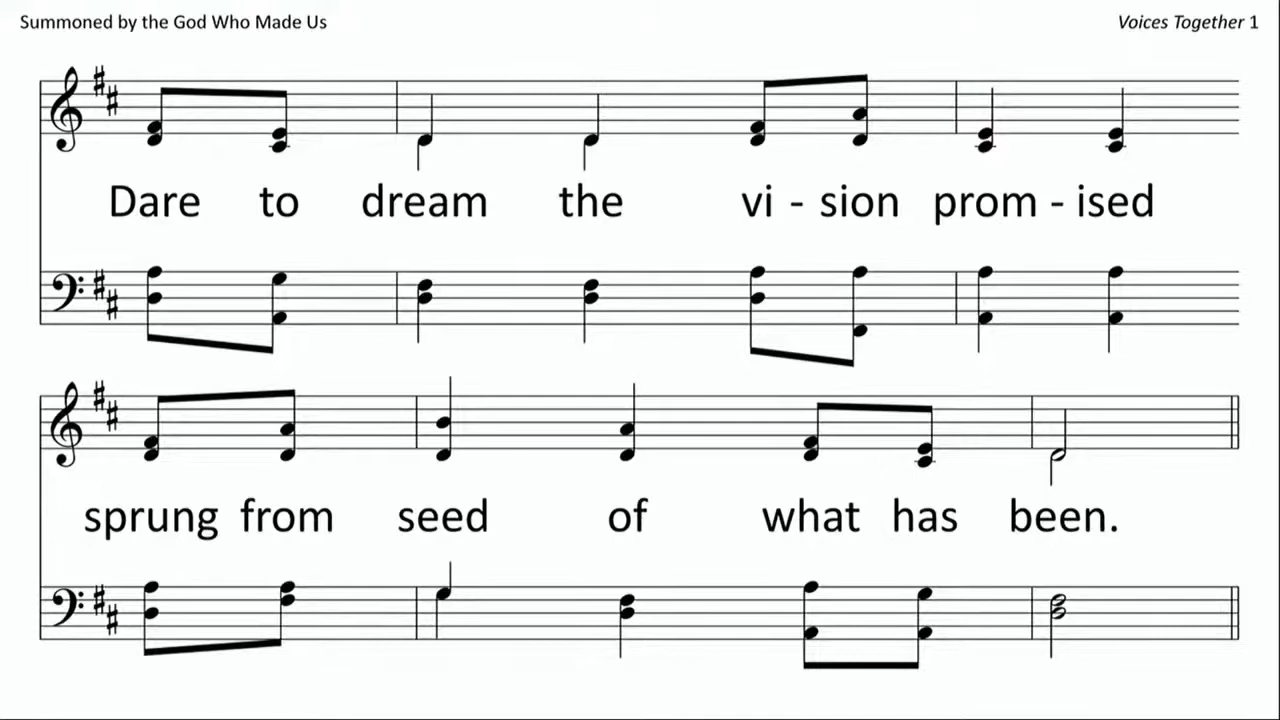 Summoned by the God Who Made Us
Voices Together 1
Dare to dream the vi - sion prom - ised
sprung from seed of what has been.